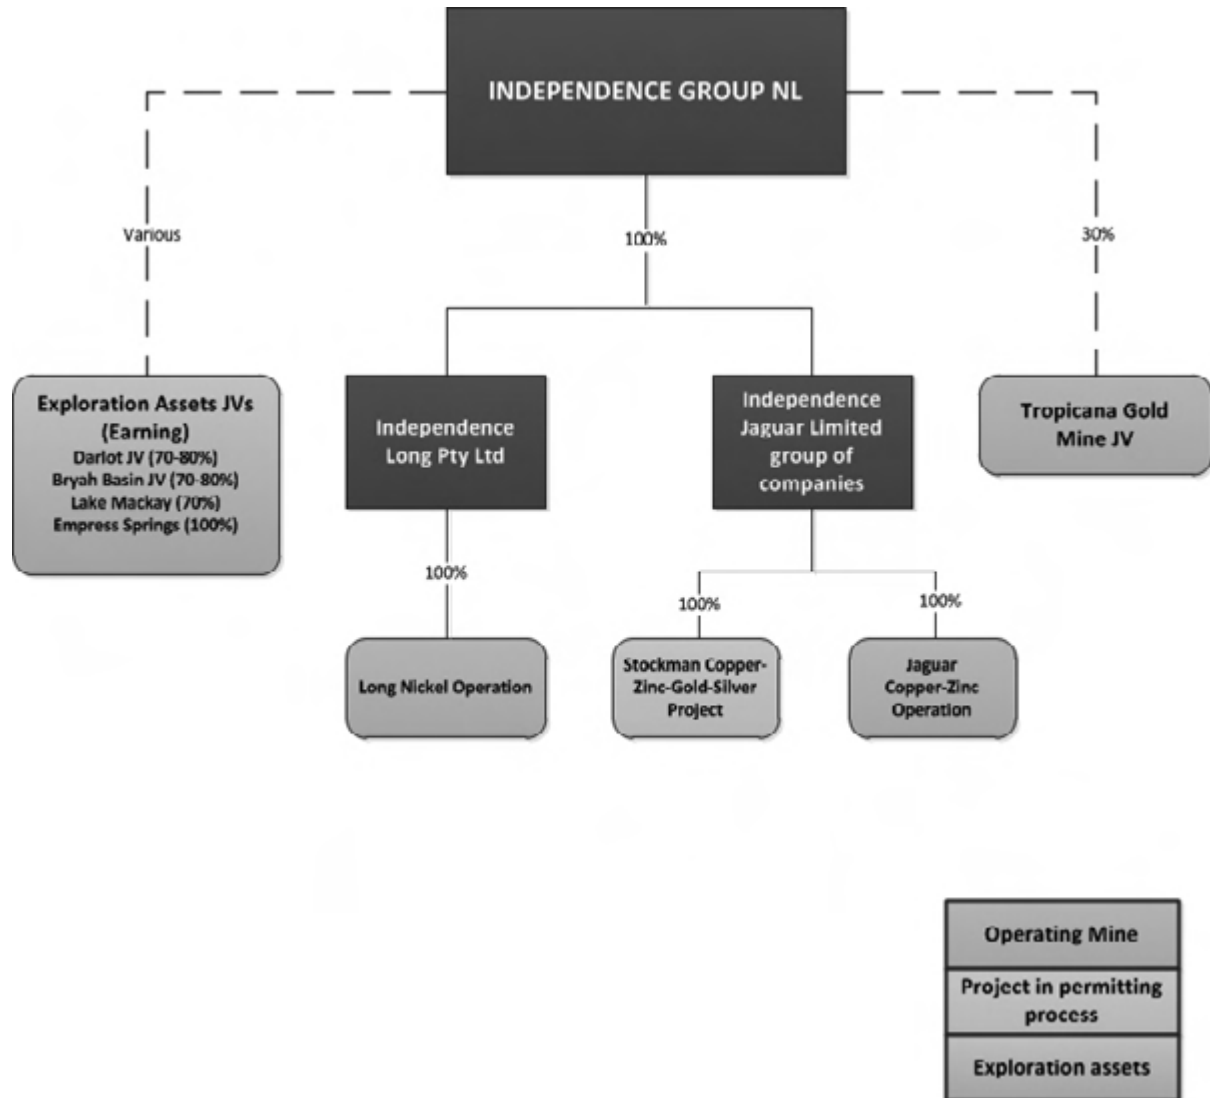 INDEPENDENCE GROUP NL
Various
100%
30%
Exploration Assets JVs
(Earning)
Darlot JV (70-80%)
Bryah Basin JV (70-80%)
Lake Mackay (70%)
Empress Springs (100%)
Independence
Long Pty Ltd
Independence
Jaguar Limited
group of
companies
Tropicana Gold
Mine JV
100%
100%
100%
Long Nickel Operation
Stockman Copper-
Zinc-Gold-Silver
Project
Jaguar
Copper-Zinc
Operation
Operating Mine
Project in permitting
process
Exploration assets